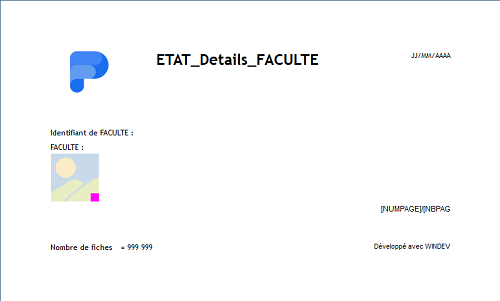 ETAT_Details_FACULTE
JJ/MM/AAAA
Identifiant de FACULTE :
FACULTE :
[NUMPAGE]/[NBPAG
Nombre de fiches = 999 999
Développé avec WINDEV